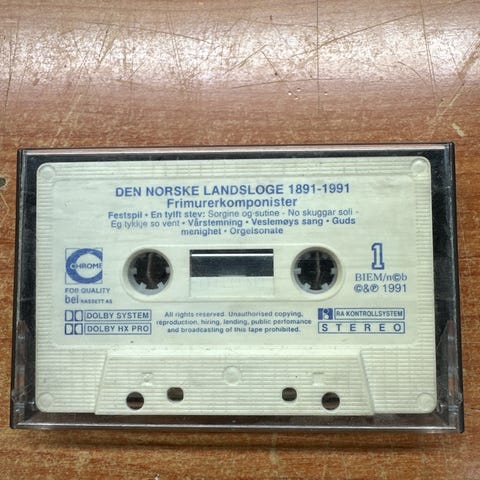 DEN NORSKE LANDSLOGE 1891-1991
Frimurerkomponister
Festspil • En tylft stev: Sorgine og sutine - No skuggar soli -
Eg tykkje so vent • Vårstemning • Veslemøys sang • Guds
menighet • Orgelsonate
C CHROME
FOR QUALITY
bel KASSETT AS
1
BIEM/n©b
©&℗ 1991
DOLBY SYSTEM
DOLBY HX PRO
All rights reserved. Unauthorised copying,
reproduction, hiring, lending, public perfomance
and broadcasting of this tape prohibited.
RA KONTROLLSYSTEM
STEREO